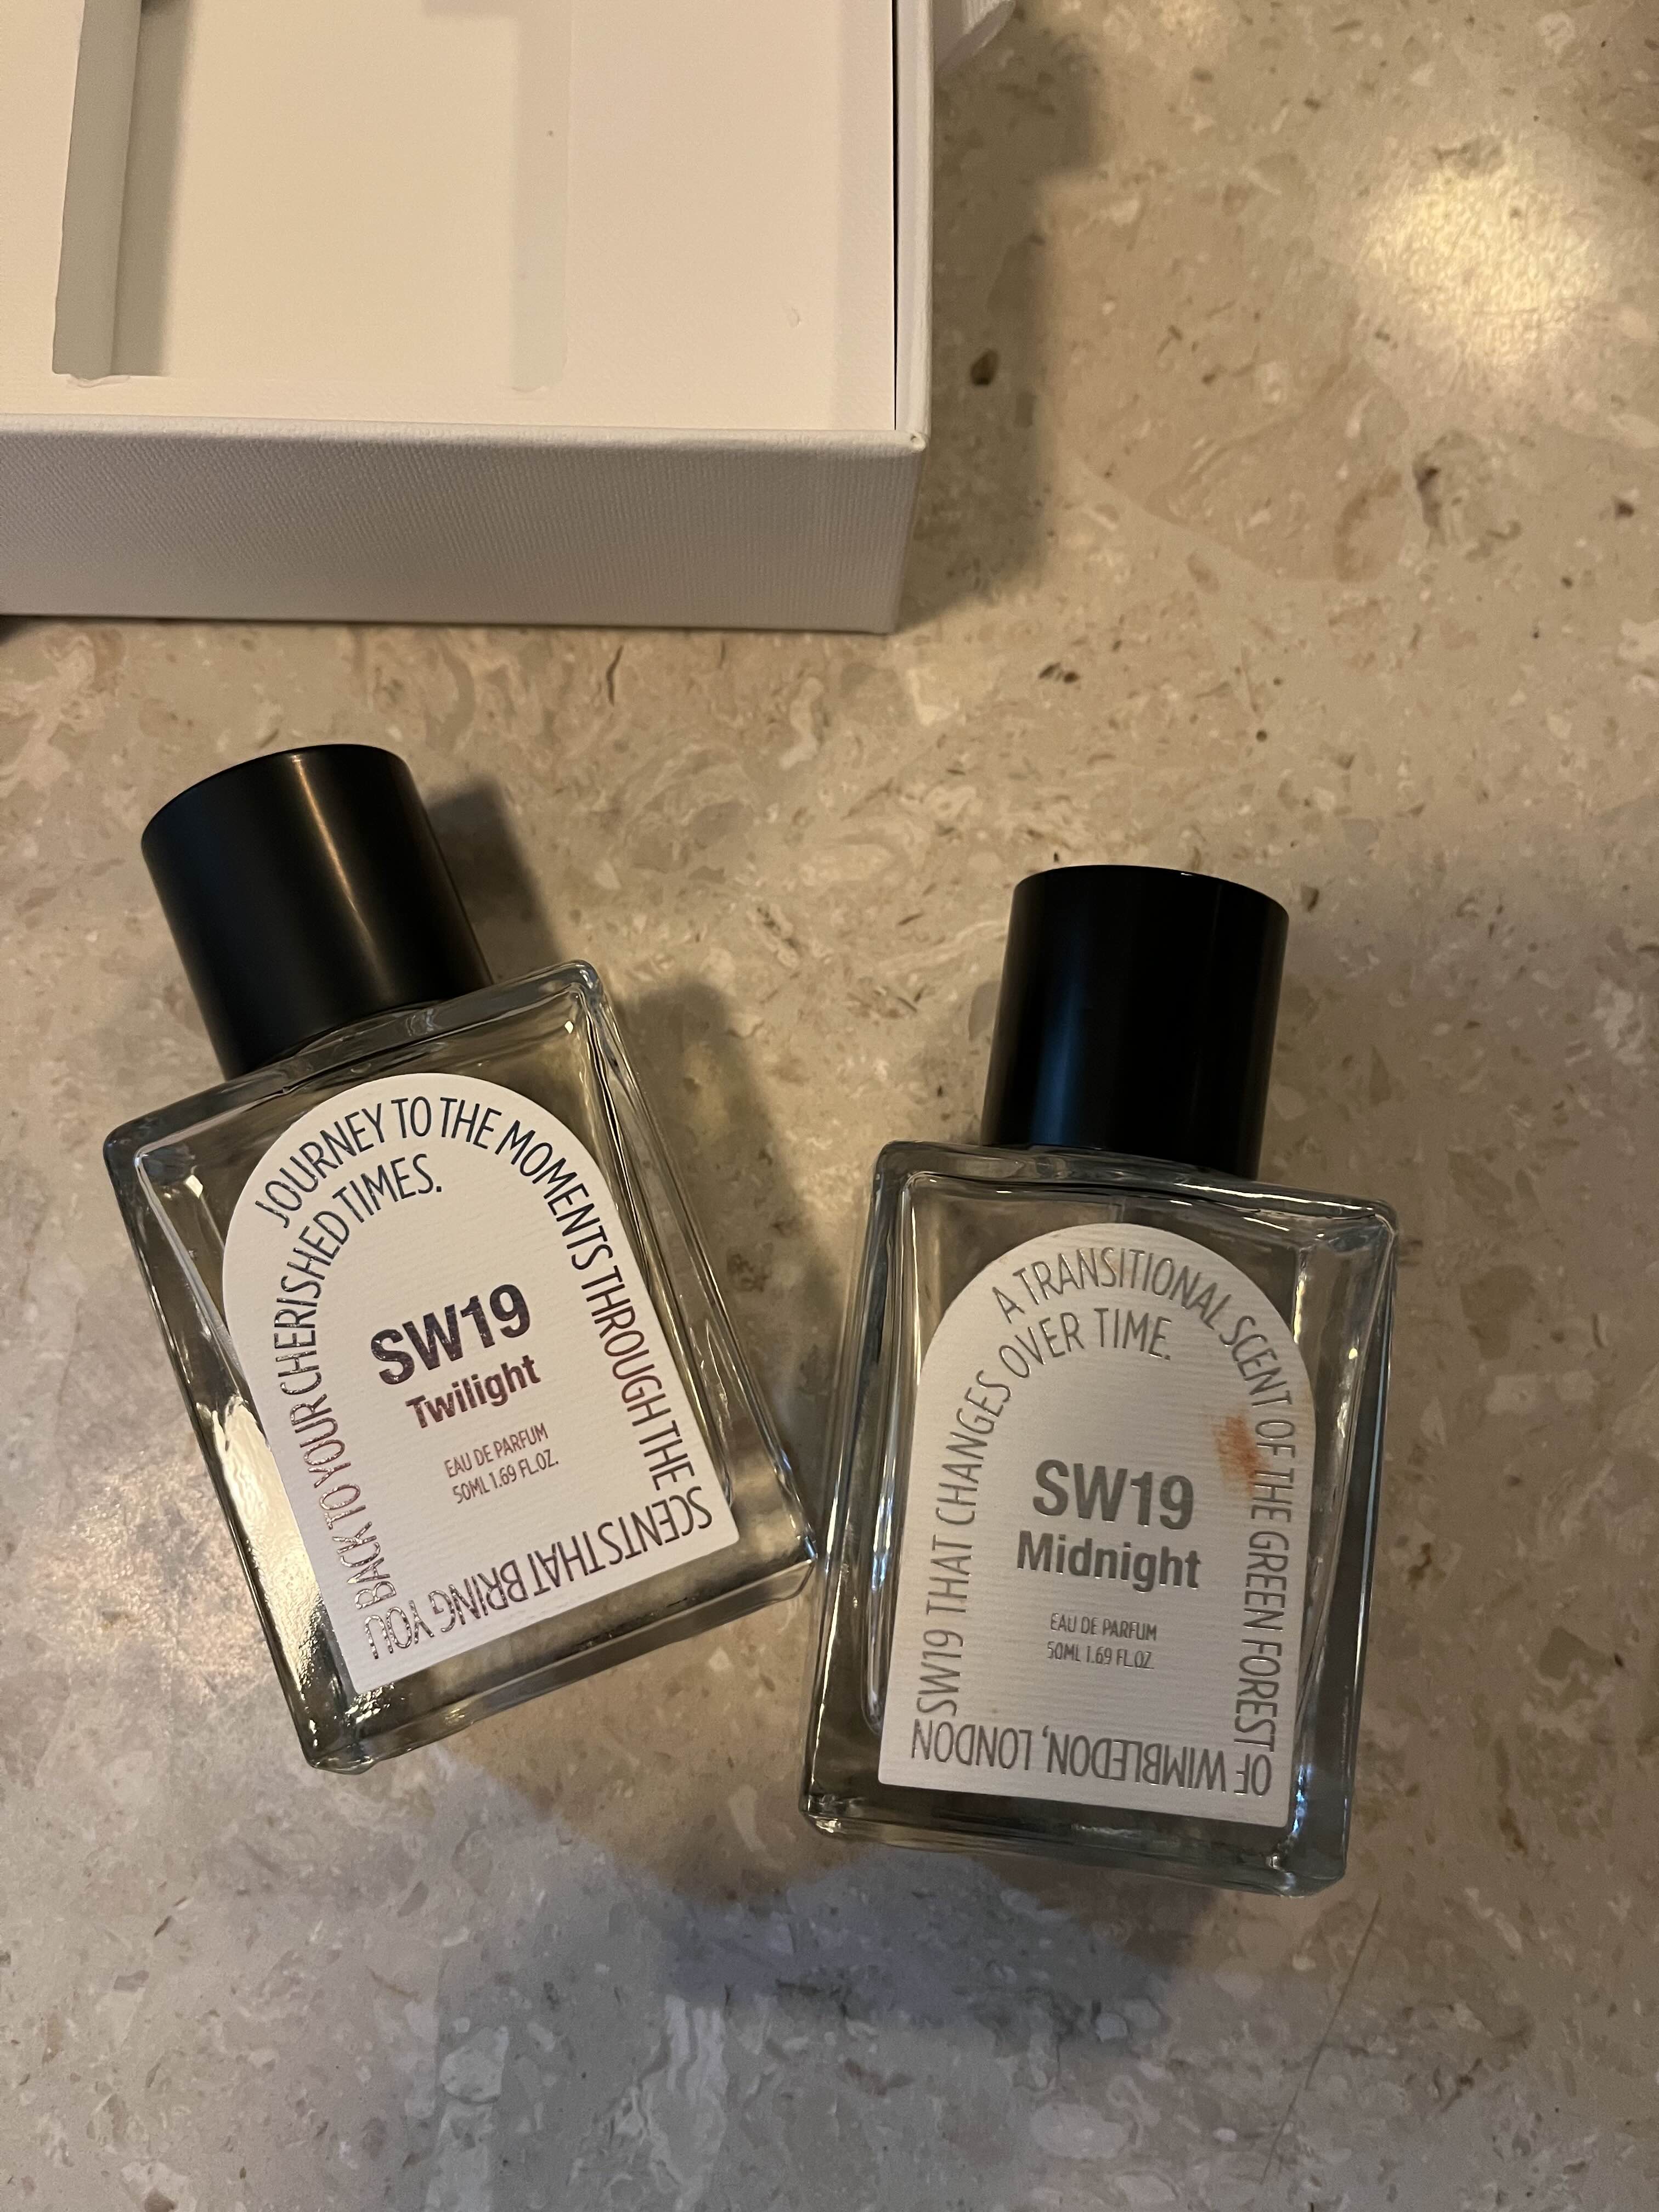 JOURNEY TO THE MOMENTS THROUGH THE SCENTS THAT BRING YOU BACK TO YOUR CHERISHED TIMES.
SW19
Twilight
EAU DE PARFUM
50ML 1.69 FL.OZ.
A TRANSITIONAL SCENT OF THE GREEN FOREST OF WIMBLEDON, LONDON SW19 THAT CHANGES OVER TIME.
SW19
Midnight
EAU DE PARFUM
50ML 1.69 FL.OZ.